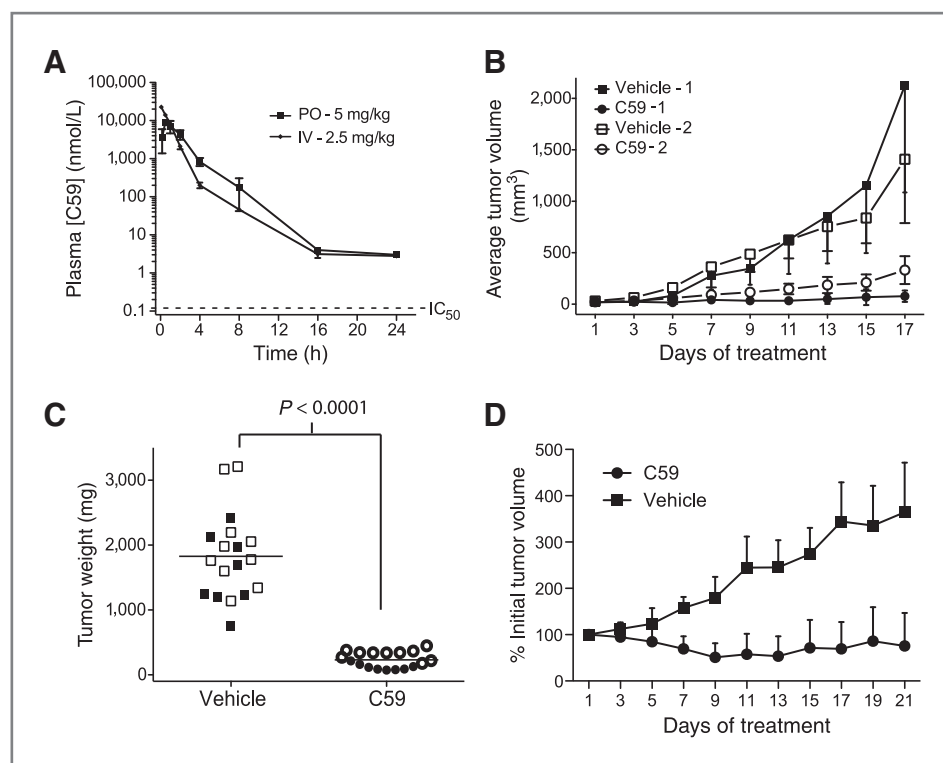 A
Plasma [C59] (nmol/L)
100,000
10,000
1,000
100
10
1
0.1
PO - 5 mg/kg
IV - 2.5 mg/kg
IC50
0 4 8 12 16 20 24
Time (h)
B
Average tumor volume
(mm3)
2,000
1,500
1,000
500
0
Vehicle - 1
C59 - 1
Vehicle - 2
C59 - 2
1 3 5 7 9 11 13 15 17
Days of treatment
C
P < 0.0001
Tumor weight (mg)
3,000
2,000
1,000
0
Vehicle C59
D
% Initial tumor volume
500
400
300
200
100
0
C59
Vehicle
1 3 5 7 9 11 13 15 17 19 21
Days of treatment